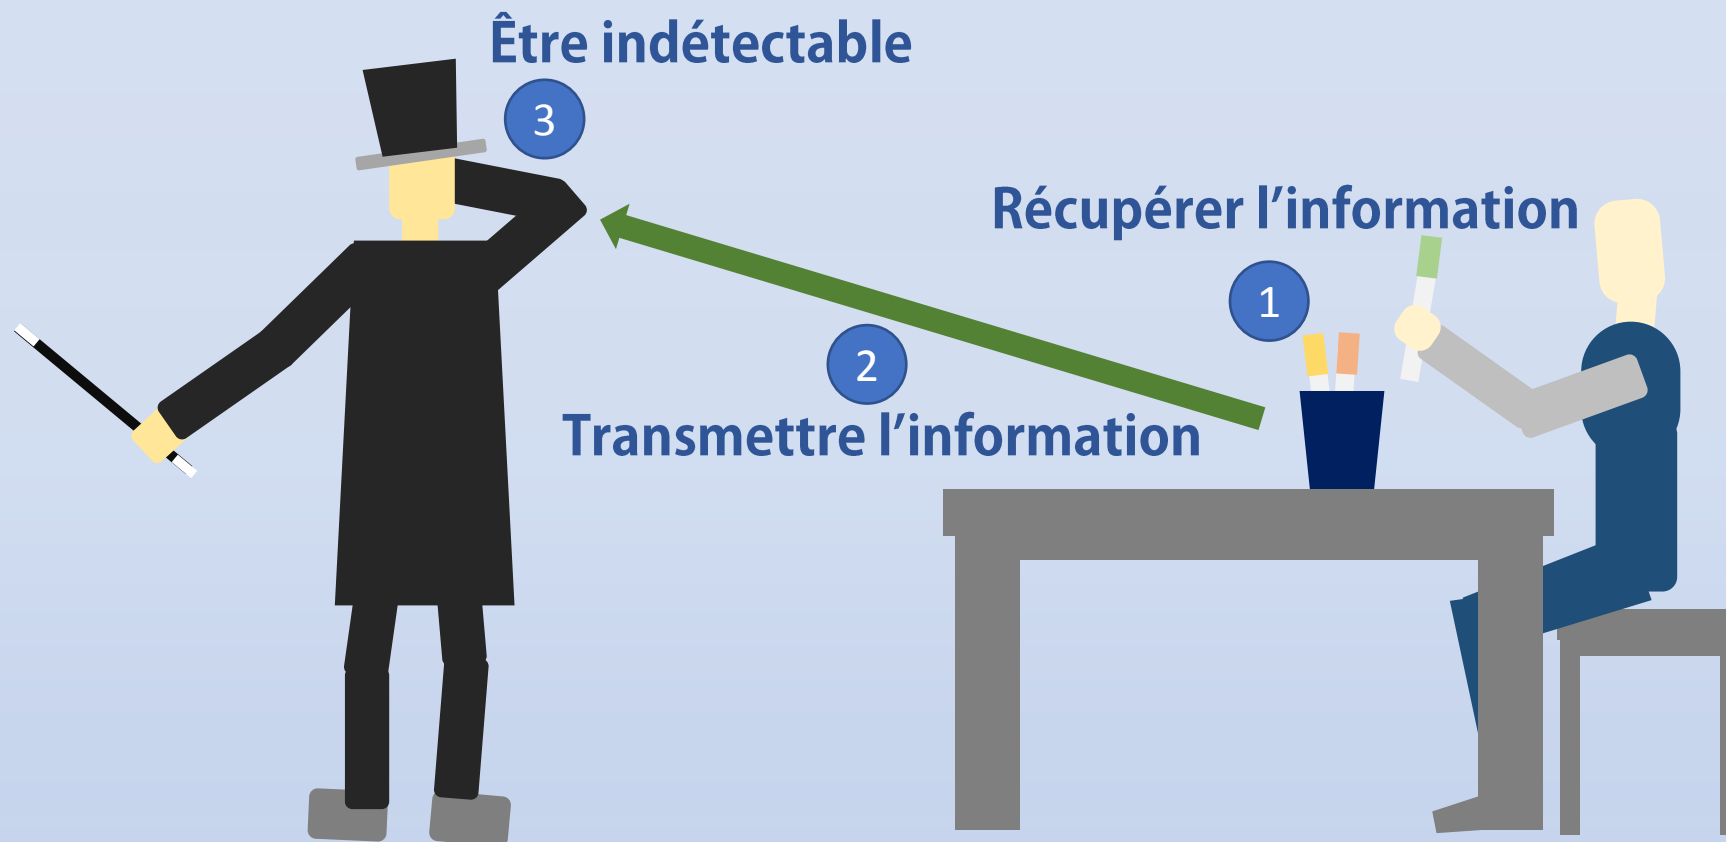 Être indétectable
3
Récupérer l’information
1
2
Transmettre l’information